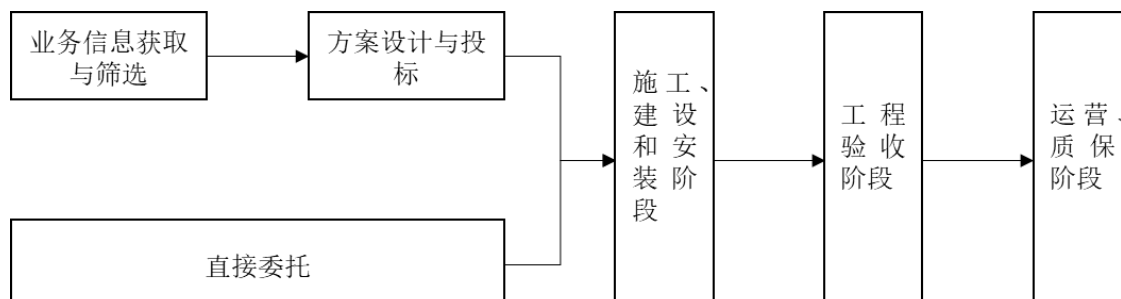 业务信息获取
与筛选
方案设计与投
标
直接委托
施工、
建设
和安
装阶
段
工程
验收
阶段
运营、
质保
阶段